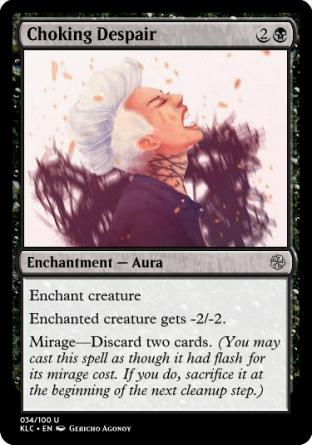 Choking Despair 2
Enchantment — Aura
Enchant creature
Enchanted creature gets -2/-2.
Mirage—Discard two cards. (You may
cast this spell as though it had flash for
its mirage cost. If you do, sacrifice it at
the beginning of the next cleanup step.)
034/100 U
KLC • EN Gericho Agonoy